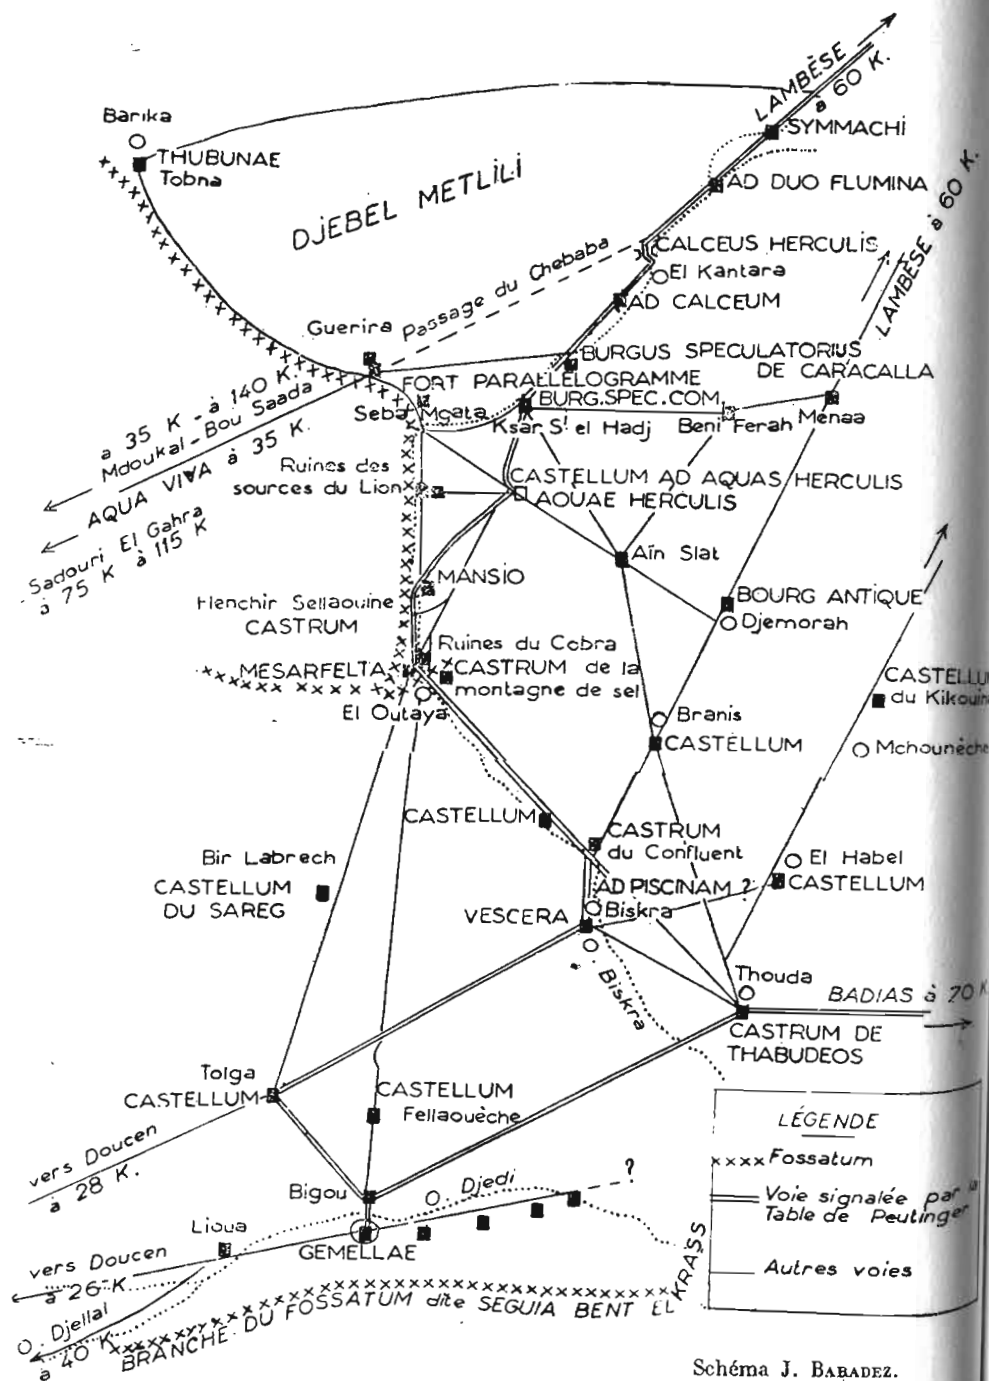 LAMBÈSE
à 60 K.
SYMMACHI
Barika
THUBUNAE
Tobna
DJEBEL METLILI
AD DUO FLUMINA
LAMBÈSE à 60 K.
Passage du Chebaba
CALCEUS HERCULIS
El Kantara
AD CALCEUM
Guerira
BURGUS SPECULATORIUS
DE CARACALLA
FORT PARALLELOGRAMME
BURG.SPEC.COM.
Seba Mgata
Ksar S! el Hadj
Beni Ferah
Menaa
à 35 K - à 140 K.
Mdoukal-Bou Saada
AQUA VIVA à 35 K.
Sadouri El Gahra
à 75 K à 115 K
Ruines des
sources du Lion
CASTELLUM AD AQUAS HERCULIS
AQUAE HERCULIS
Aïn Slat
MANSIO
Henchir Sellaouine
CASTRUM
BOURG ANTIQUE
Djemorah
Ruines du Cobra
MESARFELTA
CASTRUM de la
montagne de sel
El Outaya
CASTELLU
du Kikouin
Branis
CASTELLUM
Mchounèche
CASTELLUM
CASTRUM
du Confluent
Bir Labrech
CASTELLUM
DU SAREG
El Habel
CASTELLUM
AD PISCINAM ?
VESCERA
Biskra
O. Biskra
Thouda
BADIAS à 70 K
CASTRUM DE
THABUDEOS
Tolga
CASTELLUM
CASTELLUM
Fellaouèche
vers Doucen
à 28 K.
Bigou
O. Djedi
?
Lioua
GEMELLAE
vers Doucen
à 26 K
O. Djellal
à 40 K
BRANCHE DU FOSSATUM dite SEGUIA BENT EL KRASS
LÉGENDE
xxxx Fossatum
Voie signalée par la
Table de Peutinger
Autres voies
Schéma J. BARADEZ.